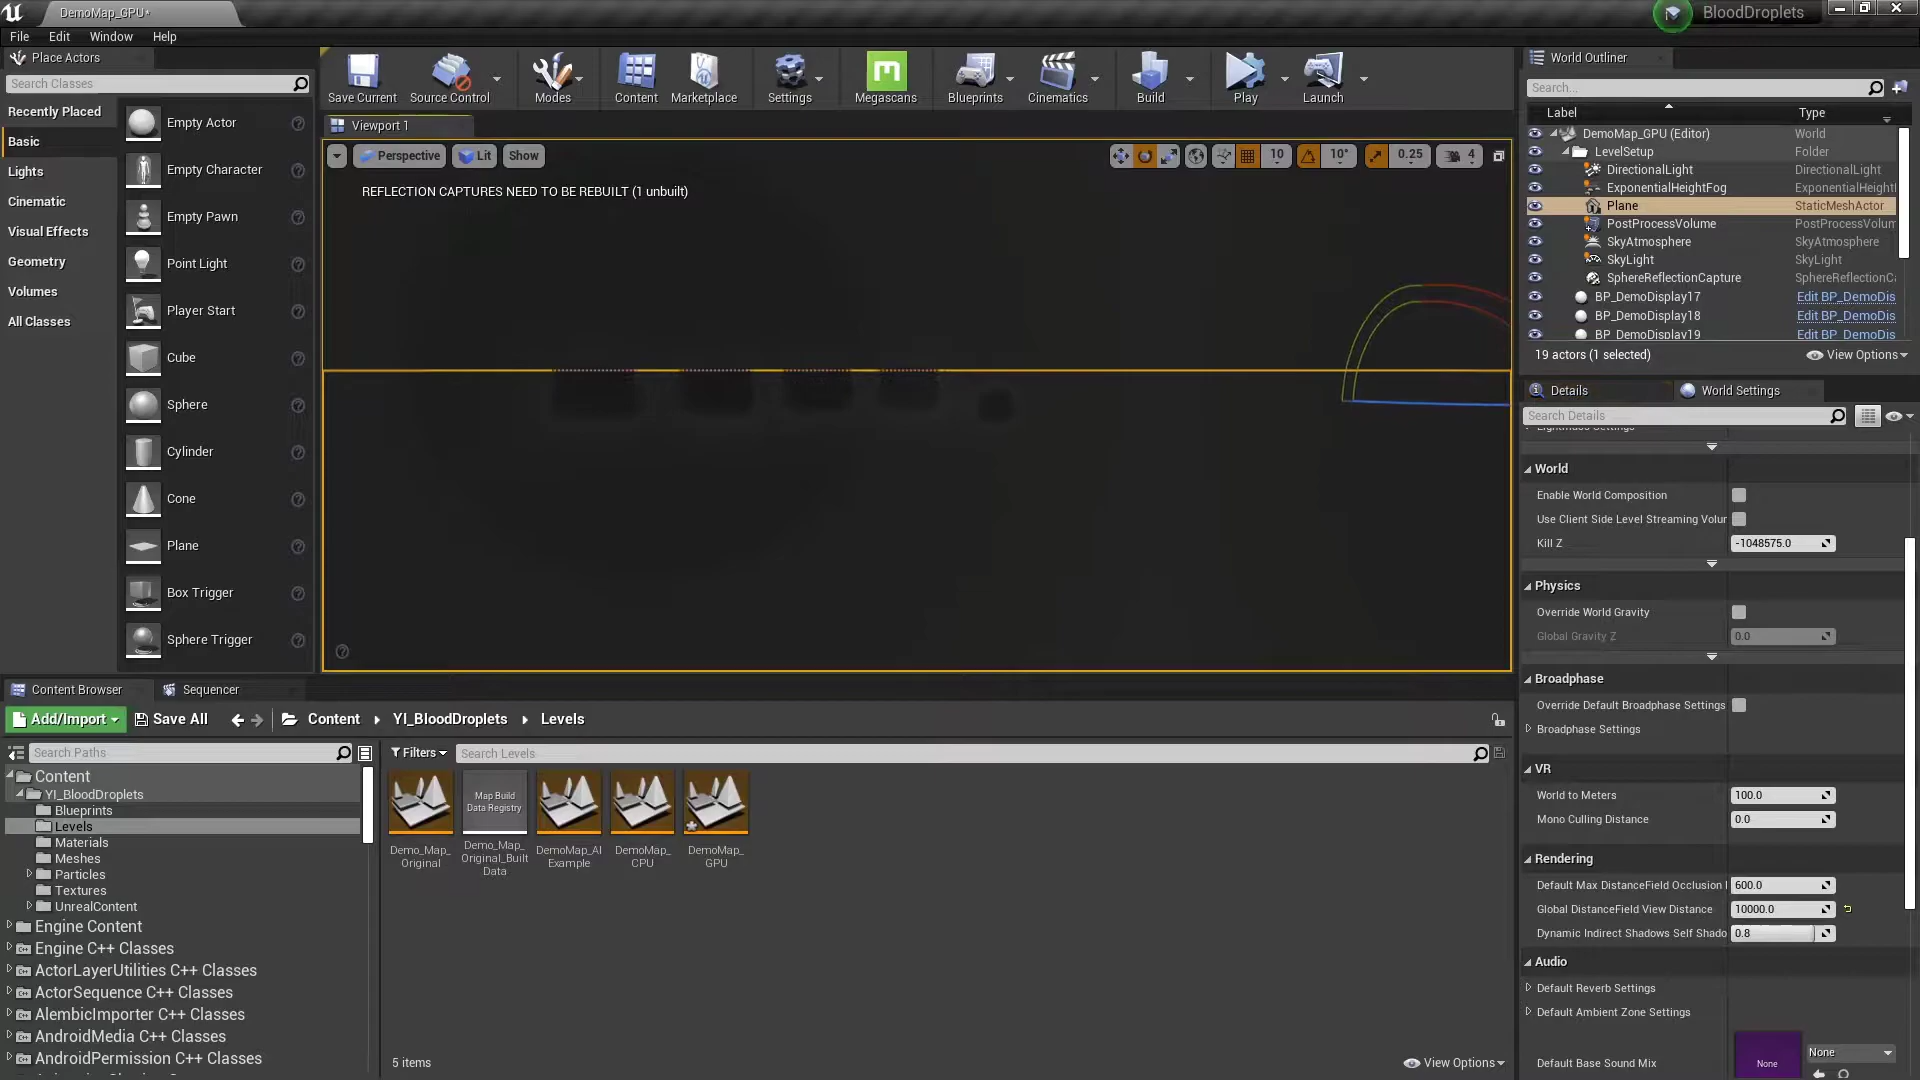 DemoMap_GPU*
BloodDroplets
File Edit Window Help
Place Actors
Search Classes
Recently Placed
Basic
Lights
Cinematic
Visual Effects
Geometry
Volumes
All Classes
Empty Actor
Empty Character
Empty Pawn
Point Light
Player Start
Cube
Sphere
Cylinder
Cone
Plane
Box Trigger
Sphere Trigger
Save Current
Source Control
Modes
Content
Marketplace
Settings
Megascans
Blueprints
Cinematics
Build
Play
Launch
Viewport 1
Perspective Lit Show
10 10° 0.25 4
REFLECTION CAPTURES NEED TO BE REBUILT (1 unbuilt)
World Outliner
Search...
Label Type
DemoMap_GPU (Editor) World
LevelSetup Folder
DirectionalLight DirectionalLight
ExponentialHeightFog ExponentialHeight
Plane StaticMeshActor
PostProcessVolume PostProcessVolum
SkyAtmosphere SkyAtmosphere
SkyLight SkyLight
SphereReflectionCapture SphereReflectionC
BP_DemoDisplay17 Edit BP_DemoDis
BP_DemoDisplay18 Edit BP_DemoDis
BP_DemoDisplay19 Edit BP_DemoDis
19 actors (1 selected) View Options
Details World Settings
Search Details
World
Enable World Composition
Use Client Side Level Streaming Volur
Kill Z -1048575.0
Physics
Override World Gravity
Global Gravity Z 0.0
Broadphase
Override Default Broadphase Settings
Broadphase Settings
VR
World to Meters 100.0
Mono Culling Distance 0.0
Rendering
Default Max DistanceField Occlusion 600.0
Global DistanceField View Distance 10000.0
Dynamic Indirect Shadows Self Shado 0.8
Audio
Default Reverb Settings
Default Ambient Zone Settings
Default Base Sound Mix None None
Content Browser Sequencer
Add/Import Save All Content YI_BloodDroplets Levels
Search Paths
Content
YI_BloodDroplets
Blueprints
Levels
Materials
Meshes
Particles
Textures
UnrealContent
Engine Content
Engine C++ Classes
ActorLayerUtilities C++ Classes
ActorSequence C++ Classes
AlembicImporter C++ Classes
AndroidMedia C++ Classes
AndroidPermission C++ Classes
Filters Search Levels
Map Build
Data Registry
Demo_Map_
Original
Demo_Map_
Original_Built
Data
DemoMap_AI
Example
DemoMap_
CPU
DemoMap_
GPU
5 items View Options